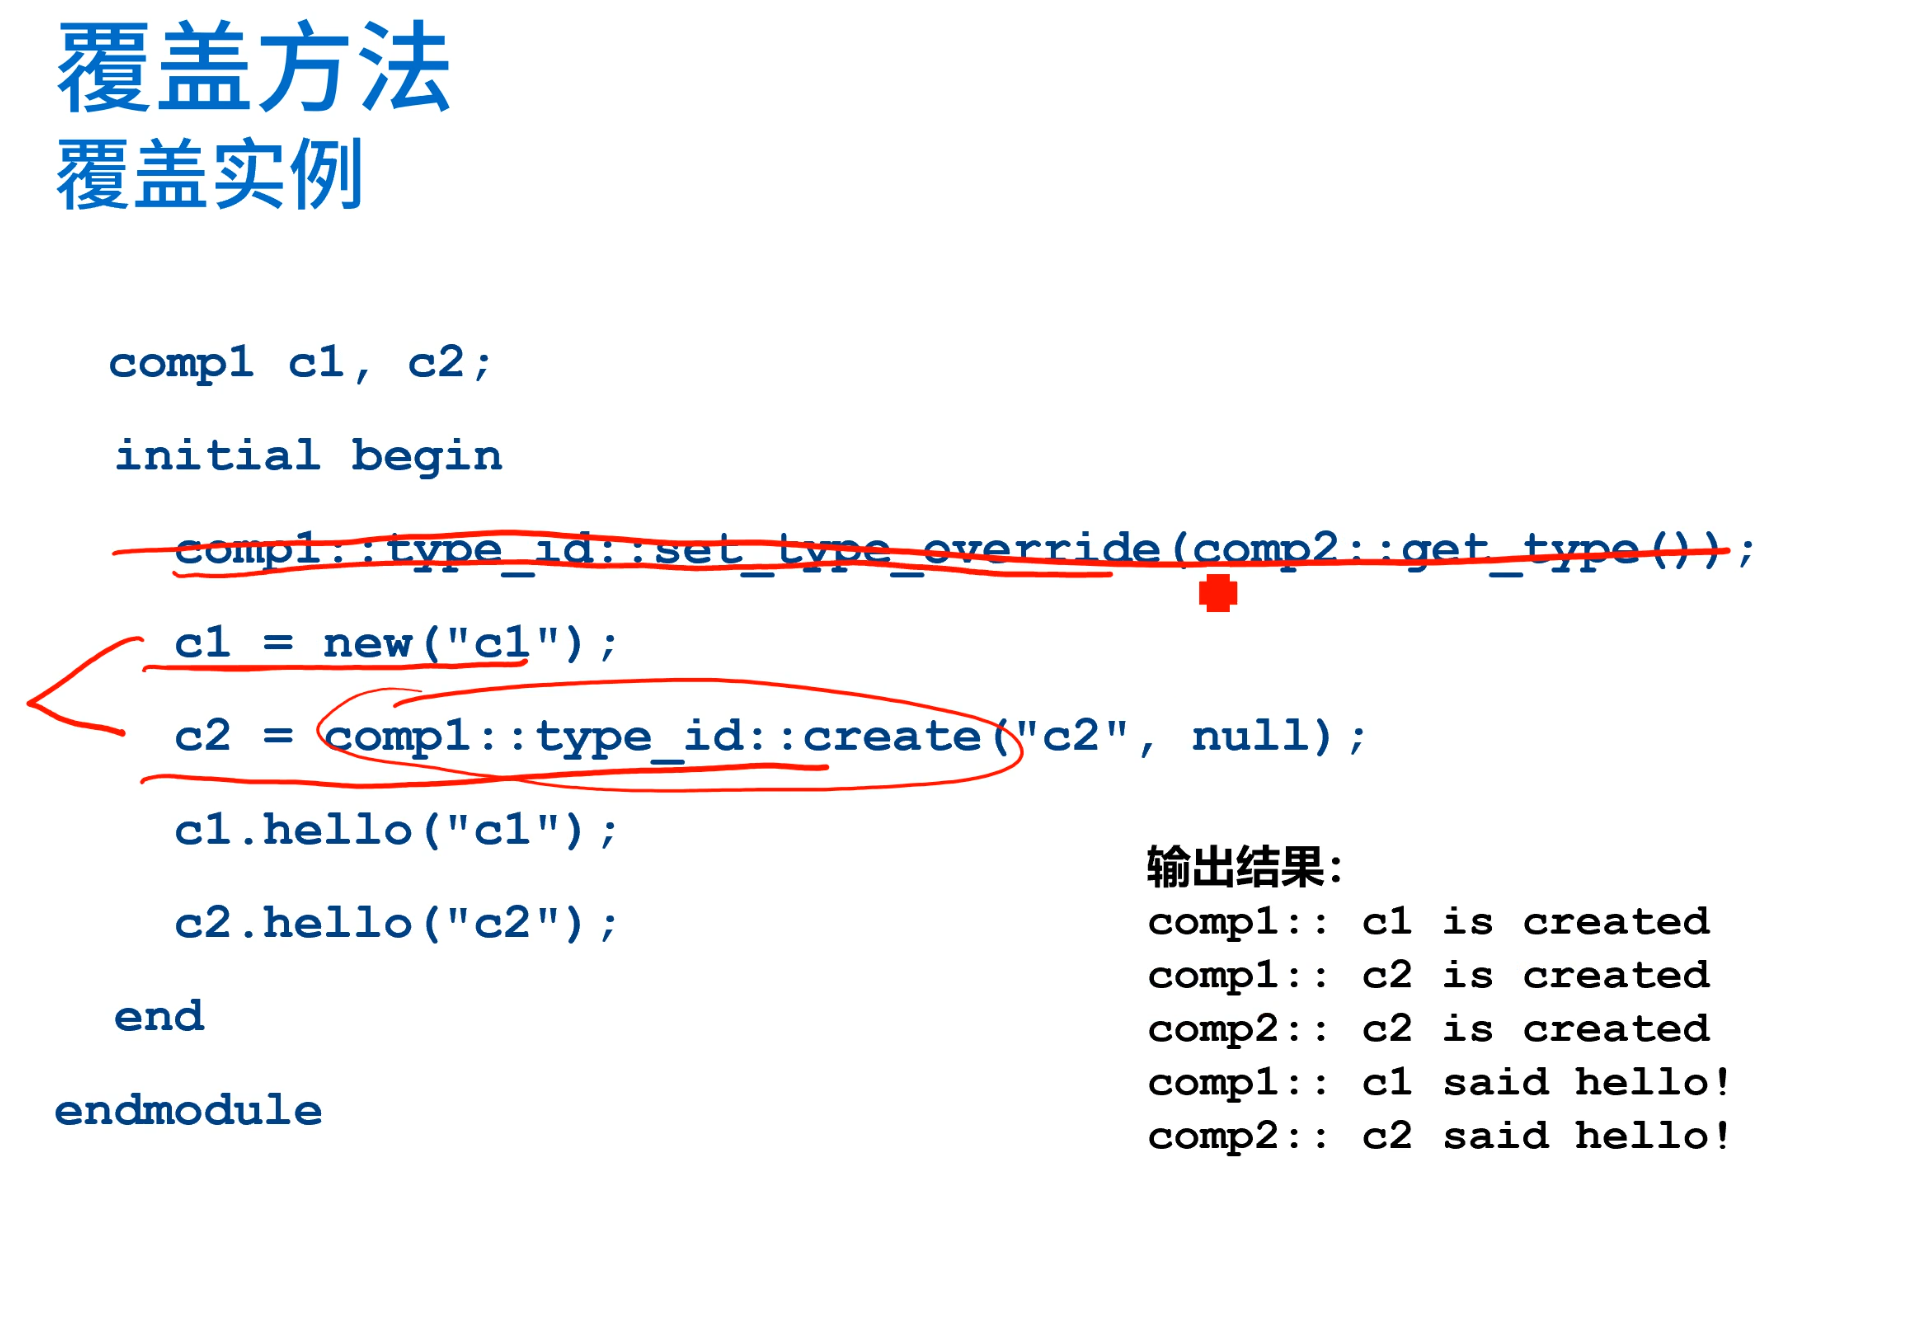 覆盖方法
覆盖实例
comp1 c1, c2;
initial begin
comp1::type_id::set_type_override(comp2::get_type());
c1 = new("c1");
c2 = comp1::type_id::create("c2", null);
c1.hello("c1");
c2.hello("c2");
end
endmodule
输出结果:
comp1:: c1 is created
comp1:: c2 is created
comp2:: c2 is created
comp1:: c1 said hello!
comp2:: c2 said hello!